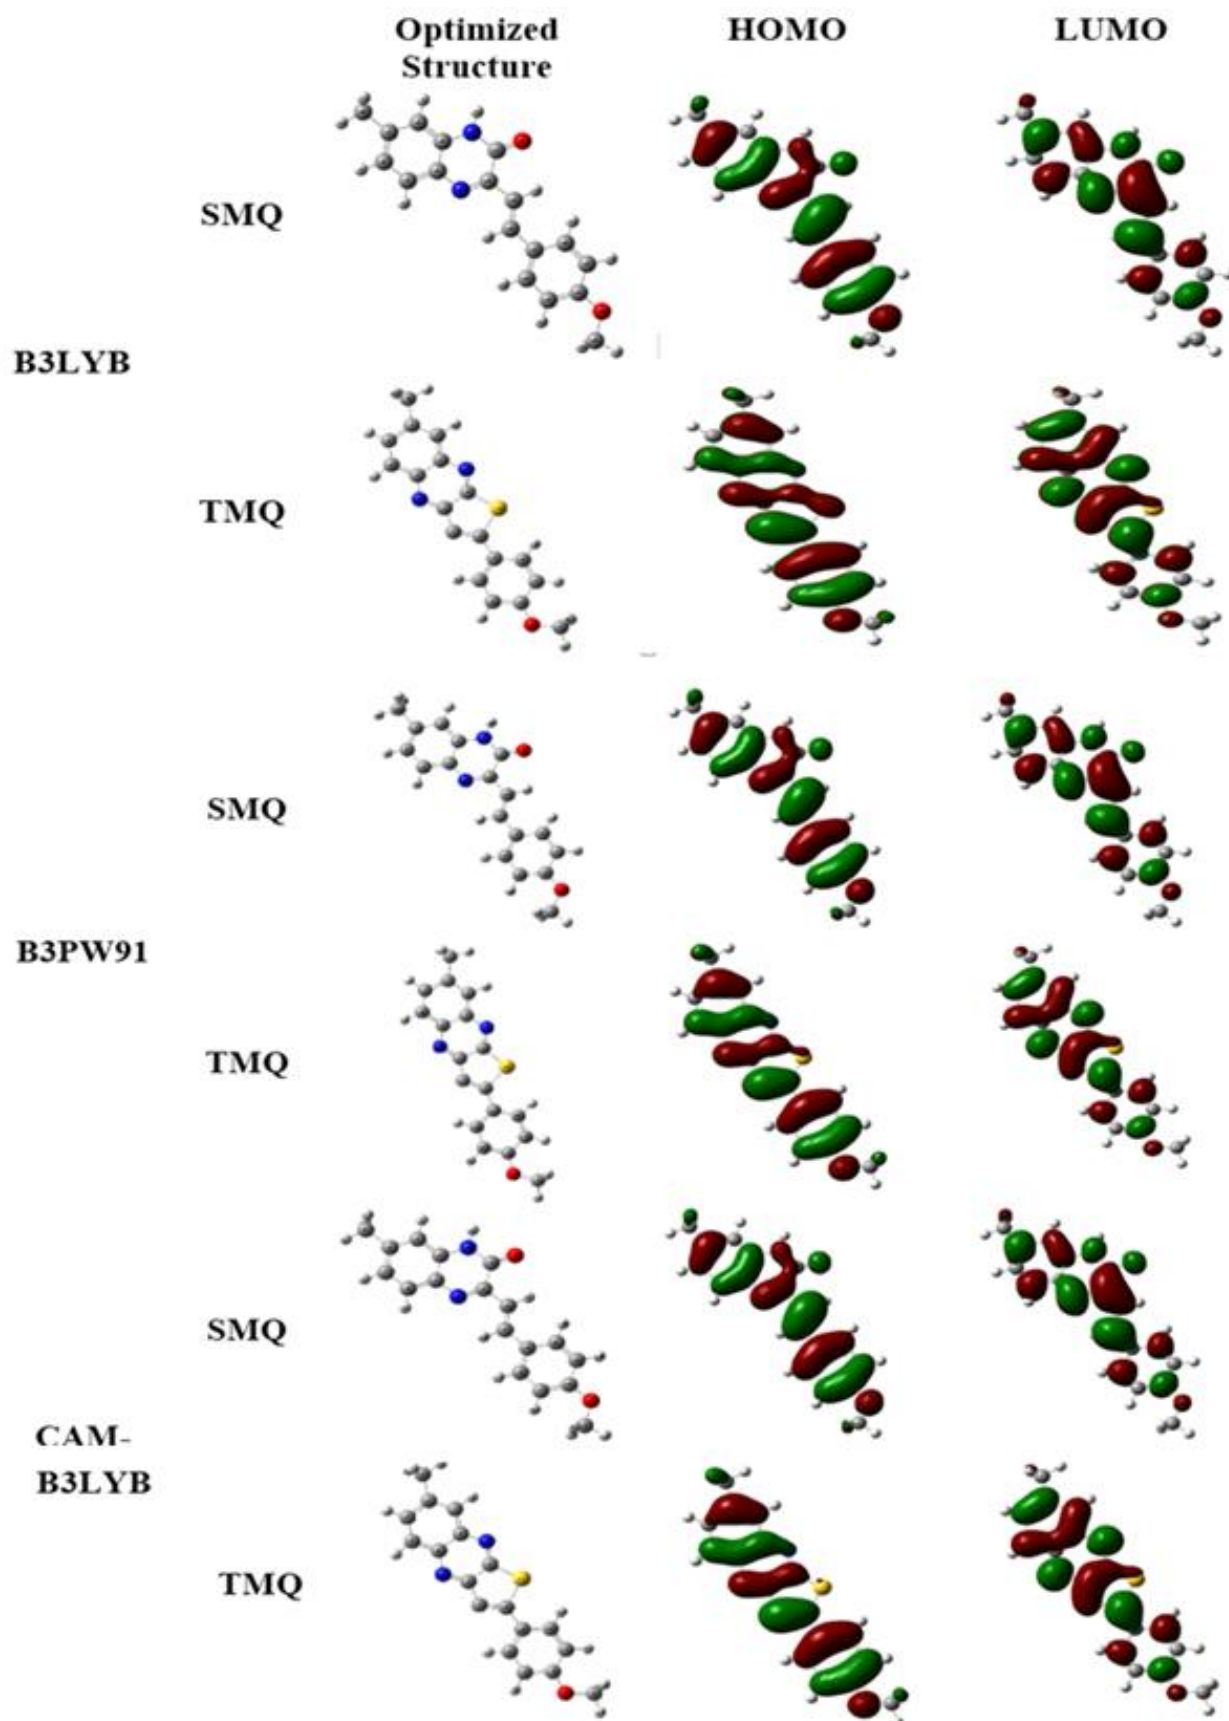 Optimized HOMO LUMO
Structure
SMQ
B3LYB
TMQ
SMQ
B3PW91
TMQ
SMQ
CAM-
B3LYB
TMQ